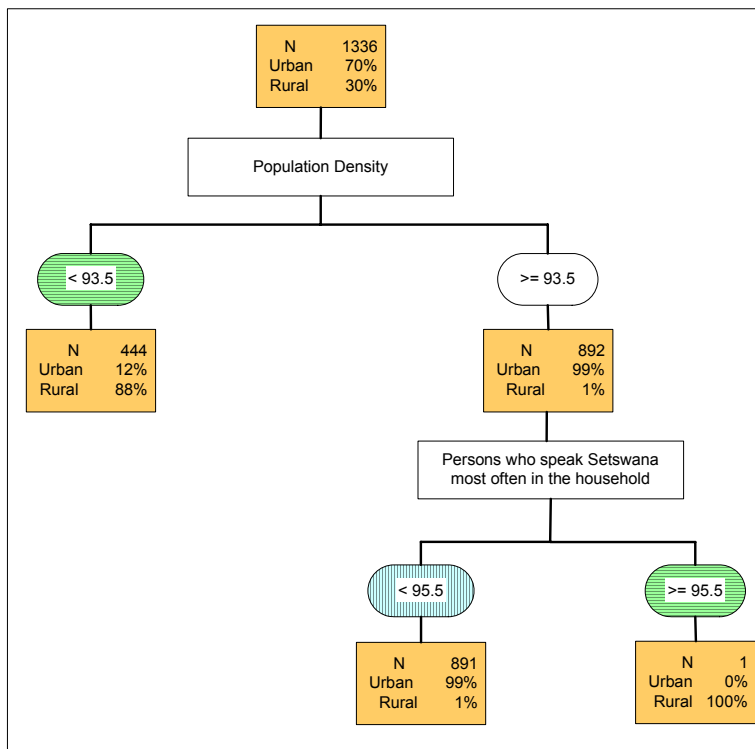 N 1336
Urban 70%
Rural 30%
Population Density
< 93.5
>= 93.5
N 444
Urban 12%
Rural 88%
N 892
Urban 99%
Rural 1%
Persons who speak Setswana
most often in the household
< 95.5
>= 95.5
N 891
Urban 99%
Rural 1%
N 1
Urban 0%
Rural 100%